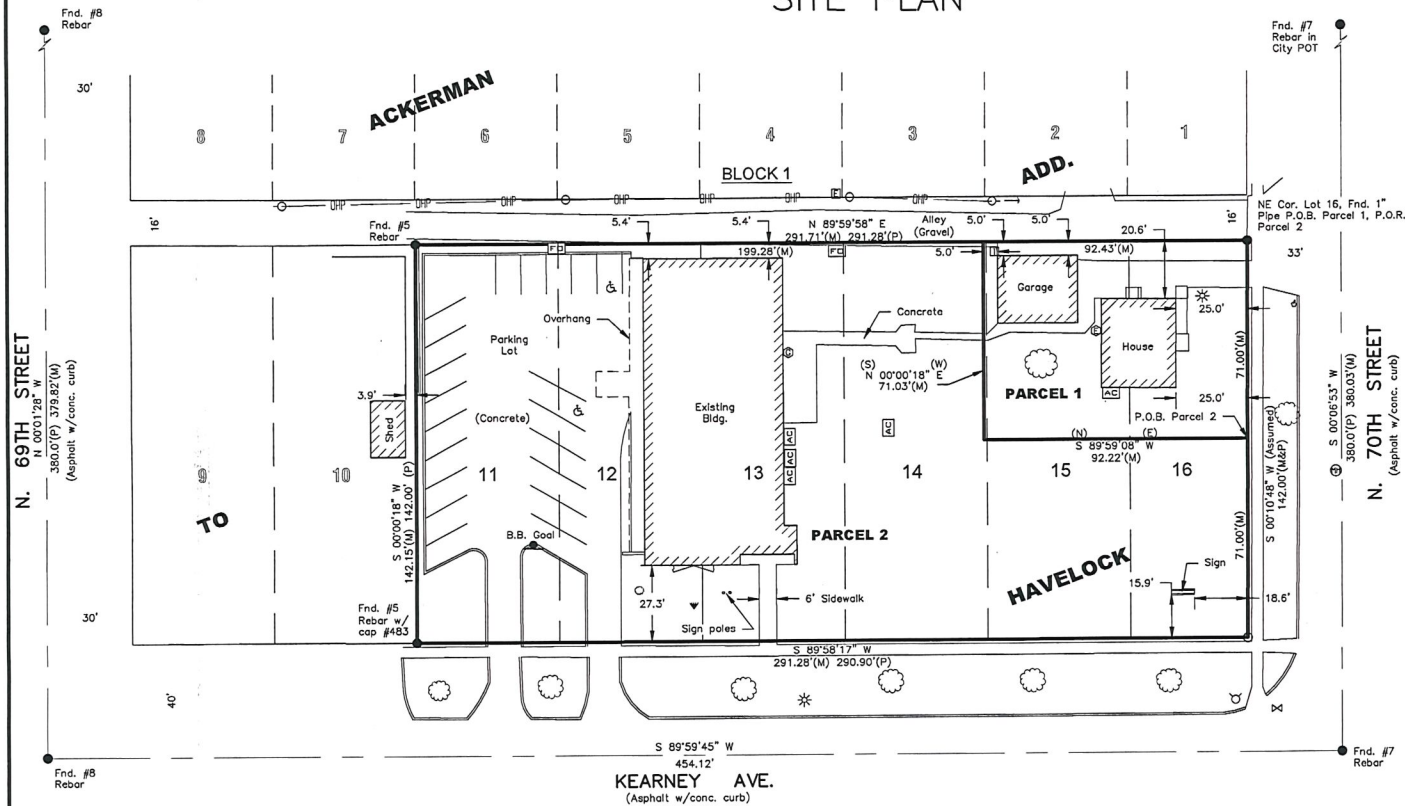 SITE PLAN
Fnd. #8
Rebar
Fnd. #7
Rebar in
City POT
30'
ACKERMAN
8
7
6
5
4
3
2
1
BLOCK 1
ADD.
OHP
OHP
OHP
OHP
OHP
E
16'
16'
NE Cor. Lot 16, Fnd. 1"
Pipe P.O.B. Parcel 1, P.O.R.
Parcel 2
Fnd. #5
Rebar
5.4'
5.4'
N 89°59'58" E
291.71'(M) 291.28'(P)
Alley
(Gravel)
5.0'
5.0'
20.6'
33'
199.28'(M)
5.0'
92.43'(M)
Garage
Overhang
Concrete
25.0'
Parking
Lot
House
(S) (W)
N 00°00'18" E
71.03'(M)
71.00'(M)
3.9'
Shed
(Concrete)
Existing
Bldg.
PARCEL 1
AC
25.0'
P.O.B. Parcel 2
AC
AC
AC
AC
(N) (E)
S 89°59'08" W
92.22'(M)
N. 69TH STREET
N 00°01'28" W
380.0'(P) 379.82'(M)
(Asphalt w/conc. curb)
9
10
11
12
13
14
15
16
TO
S 00°00'18" W
142.15'(M) 142.00' (P)
S 00°10'48" W (Assumed)
142.00'(M&P)
S 00°06'53" W
380.0'(P) 380.03'(M)
N. 70TH STREET
(Asphalt w/conc. curb)
B.B. Goal
PARCEL 2
HAVELOCK
71.00'(M)
Sign
15.9'
18.6'
27.3'
6' Sidewalk
Sign poles
Fnd. #5
Rebar w/
cap #483
30'
S 89°58'17" W
291.28'(M) 290.90'(P)
40'
S 89°59'45" W
454.12'
KEARNEY AVE.
(Asphalt w/conc. curb)
Fnd. #8
Rebar
Fnd. #7
Rebar